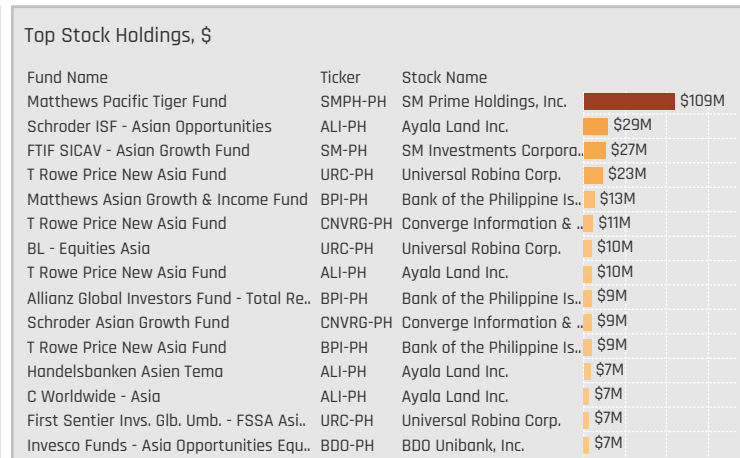 Top Stock Holdings, $
Fund Name Ticker Stock Name
Matthews Pacific Tiger Fund SMPH-PH SM Prime Holdings, Inc. $109M
Schroder ISF - Asian Opportunities ALI-PH Ayala Land Inc. $29M
FTIF SICAV - Asian Growth Fund SM-PH SM Investments Corpora.. $27M
T Rowe Price New Asia Fund URC-PH Universal Robina Corp. $23M
Matthews Asian Growth & Income Fund BPI-PH Bank of the Philippine Is.. $13M
T Rowe Price New Asia Fund CNVRG-PH Converge Information & .. $11M
BL - Equities Asia URC-PH Universal Robina Corp. $10M
T Rowe Price New Asia Fund ALI-PH Ayala Land Inc. $10M
Allianz Global Investors Fund - Total Re.. BPI-PH Bank of the Philippine Is.. $9M
Schroder Asian Growth Fund CNVRG-PH Converge Information & .. $9M
T Rowe Price New Asia Fund BPI-PH Bank of the Philippine Is.. $9M
Handelsbanken Asien Tema ALI-PH Ayala Land Inc. $7M
C Worldwide - Asia ALI-PH Ayala Land Inc. $7M
First Sentier Invs. Glb. Umb. - FSSA Asi.. URC-PH Universal Robina Corp. $7M
Invesco Funds - Asia Opportunities Equ.. BDO-PH BDO Unibank, Inc. $7M